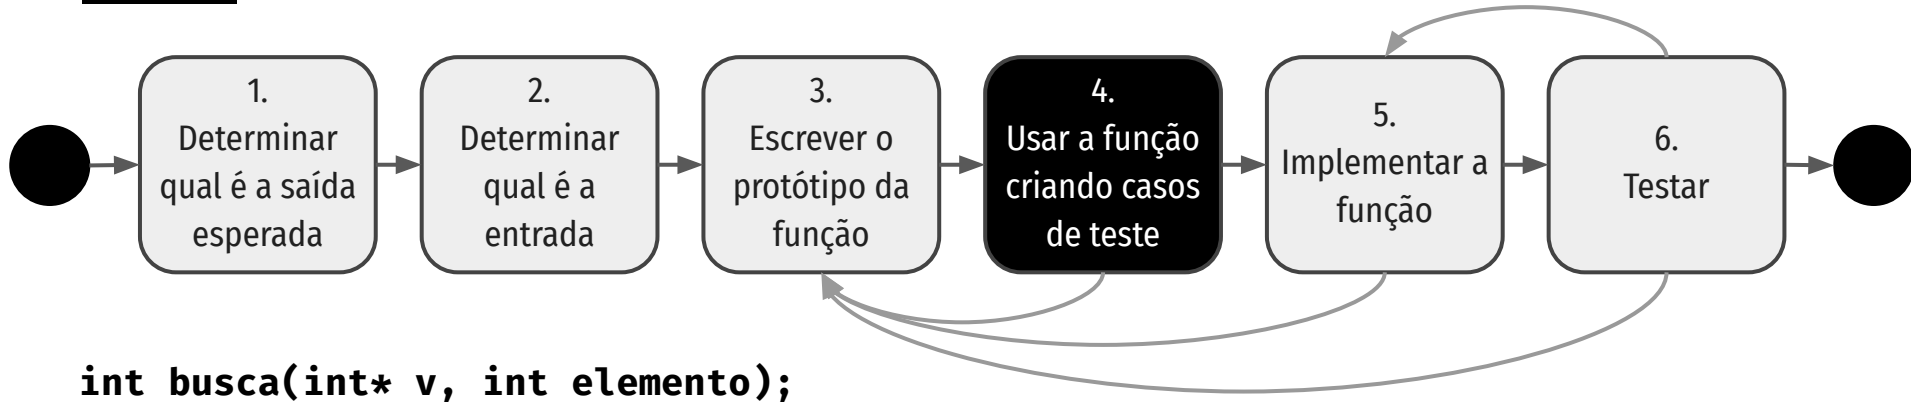 1.
Determinar
qual é a saída
esperada
2.
Determinar
qual é a
entrada
3.
Escrever o
protótipo da
função
4.
Usar a função
criando casos
de teste
5.
Implementar a
função
6.
Testar
int busca(int* v, int elemento);